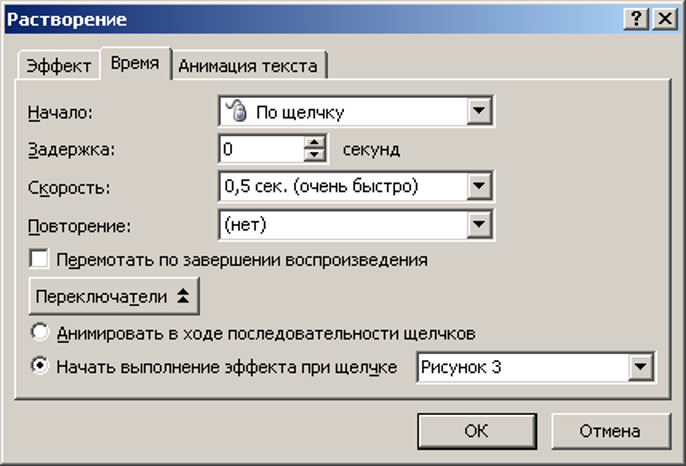 Растворение
Эффект Время Анимация текста
Начало: По щелчку
Задержка: 0 секунд
Скорость: 0,5 сек. (очень быстро)
Повторение: (нет)
Перемотать по завершении воспроизведения
Переключатели
Анимировать в ходе последовательности щелчков
Начать выполнение эффекта при щелчке Рисунок 3
ОК Отмена